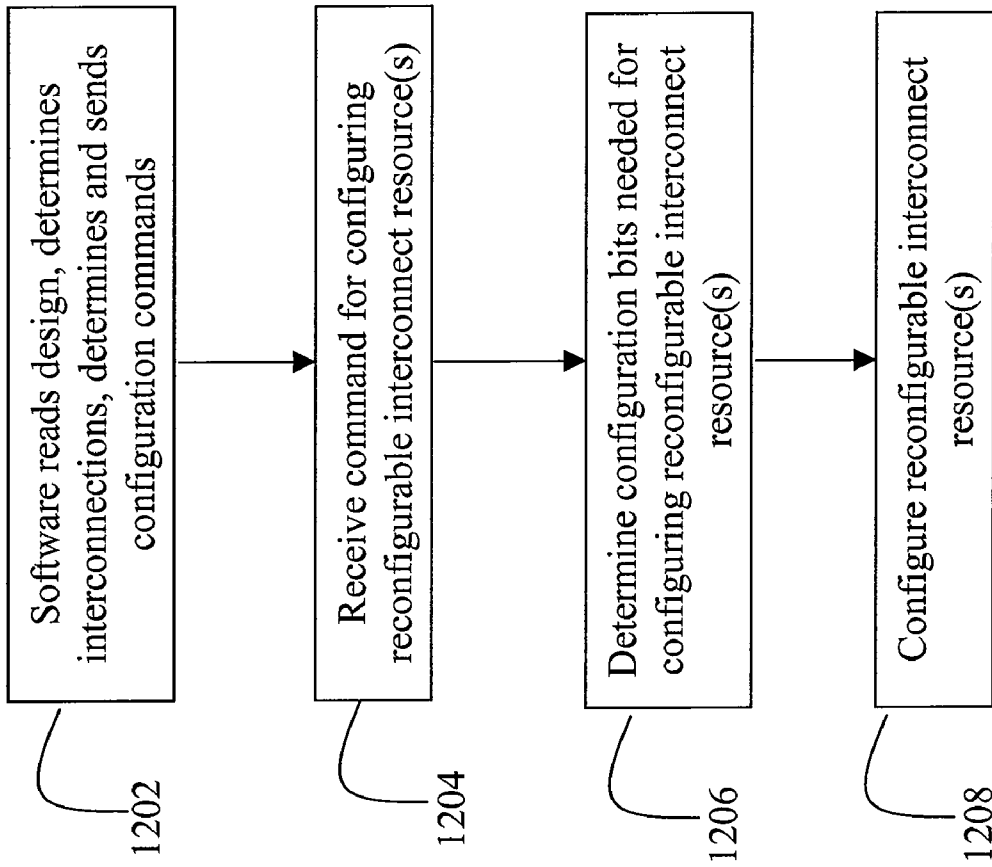 Software reads design, determines
interconnections, determines and sends
configuration commands
1202
Receive command for configuring
reconfigurable interconnect resource(s)
1204
Determine configuration bits needed for
configuring reconfigurable interconnect
resource(s)
1206
Configure reconfigurable interconnect
resource(s)
1208